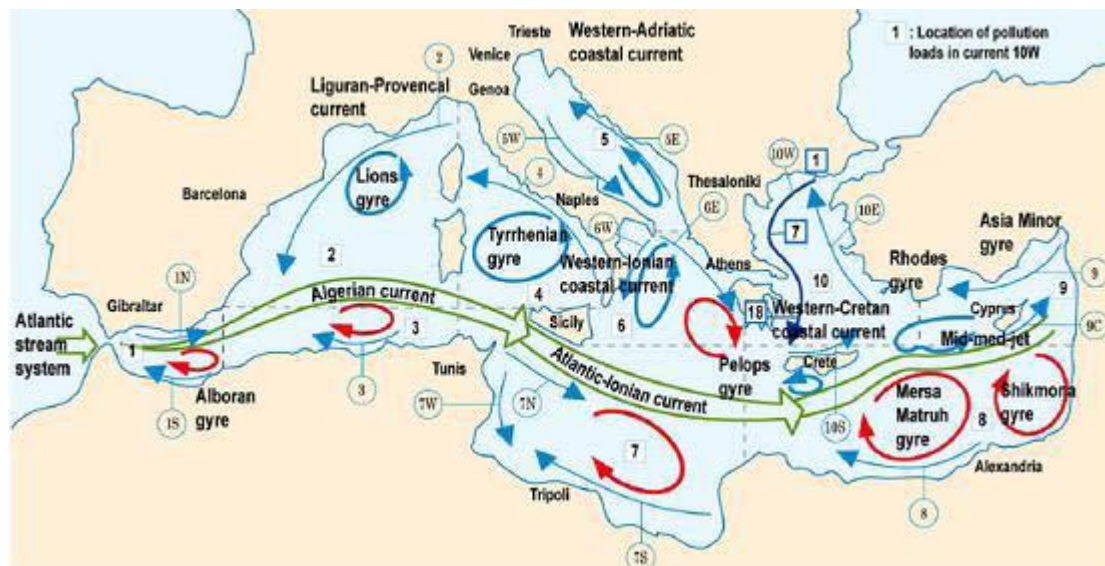 Trieste
Western-Adriatic
coastal current
Venice
Genoa
2
Liguran-Provencal
current
1 : Location of pollution
loads in current 10W
5W
5
5E
10W
1
Lions
gyre
4
Thesaloniki
Barcelona
Naples
6E
10E
Asia Minor
gyre
Tyrrhenian
gyre
6W
7
Western-Ionian
coastal current
Athens
Rhodes
gyre
2
1N
10
9
Gibraltar
Algerian current
4
18
Western-Cretan
coastal current
Cyprus
9
Atlantic
stream
system
3
Sicily
6
9C
Mid-med-jet
1
Tunis
Atlantic-Ionian current
Pelops
gyre
Crete
Alboran
gyre
3
7W
7N
Mersa
Matruh
gyre
Shikmona
gyre
1S
10S
8
7
Alexandria
Tripoli
8
7S